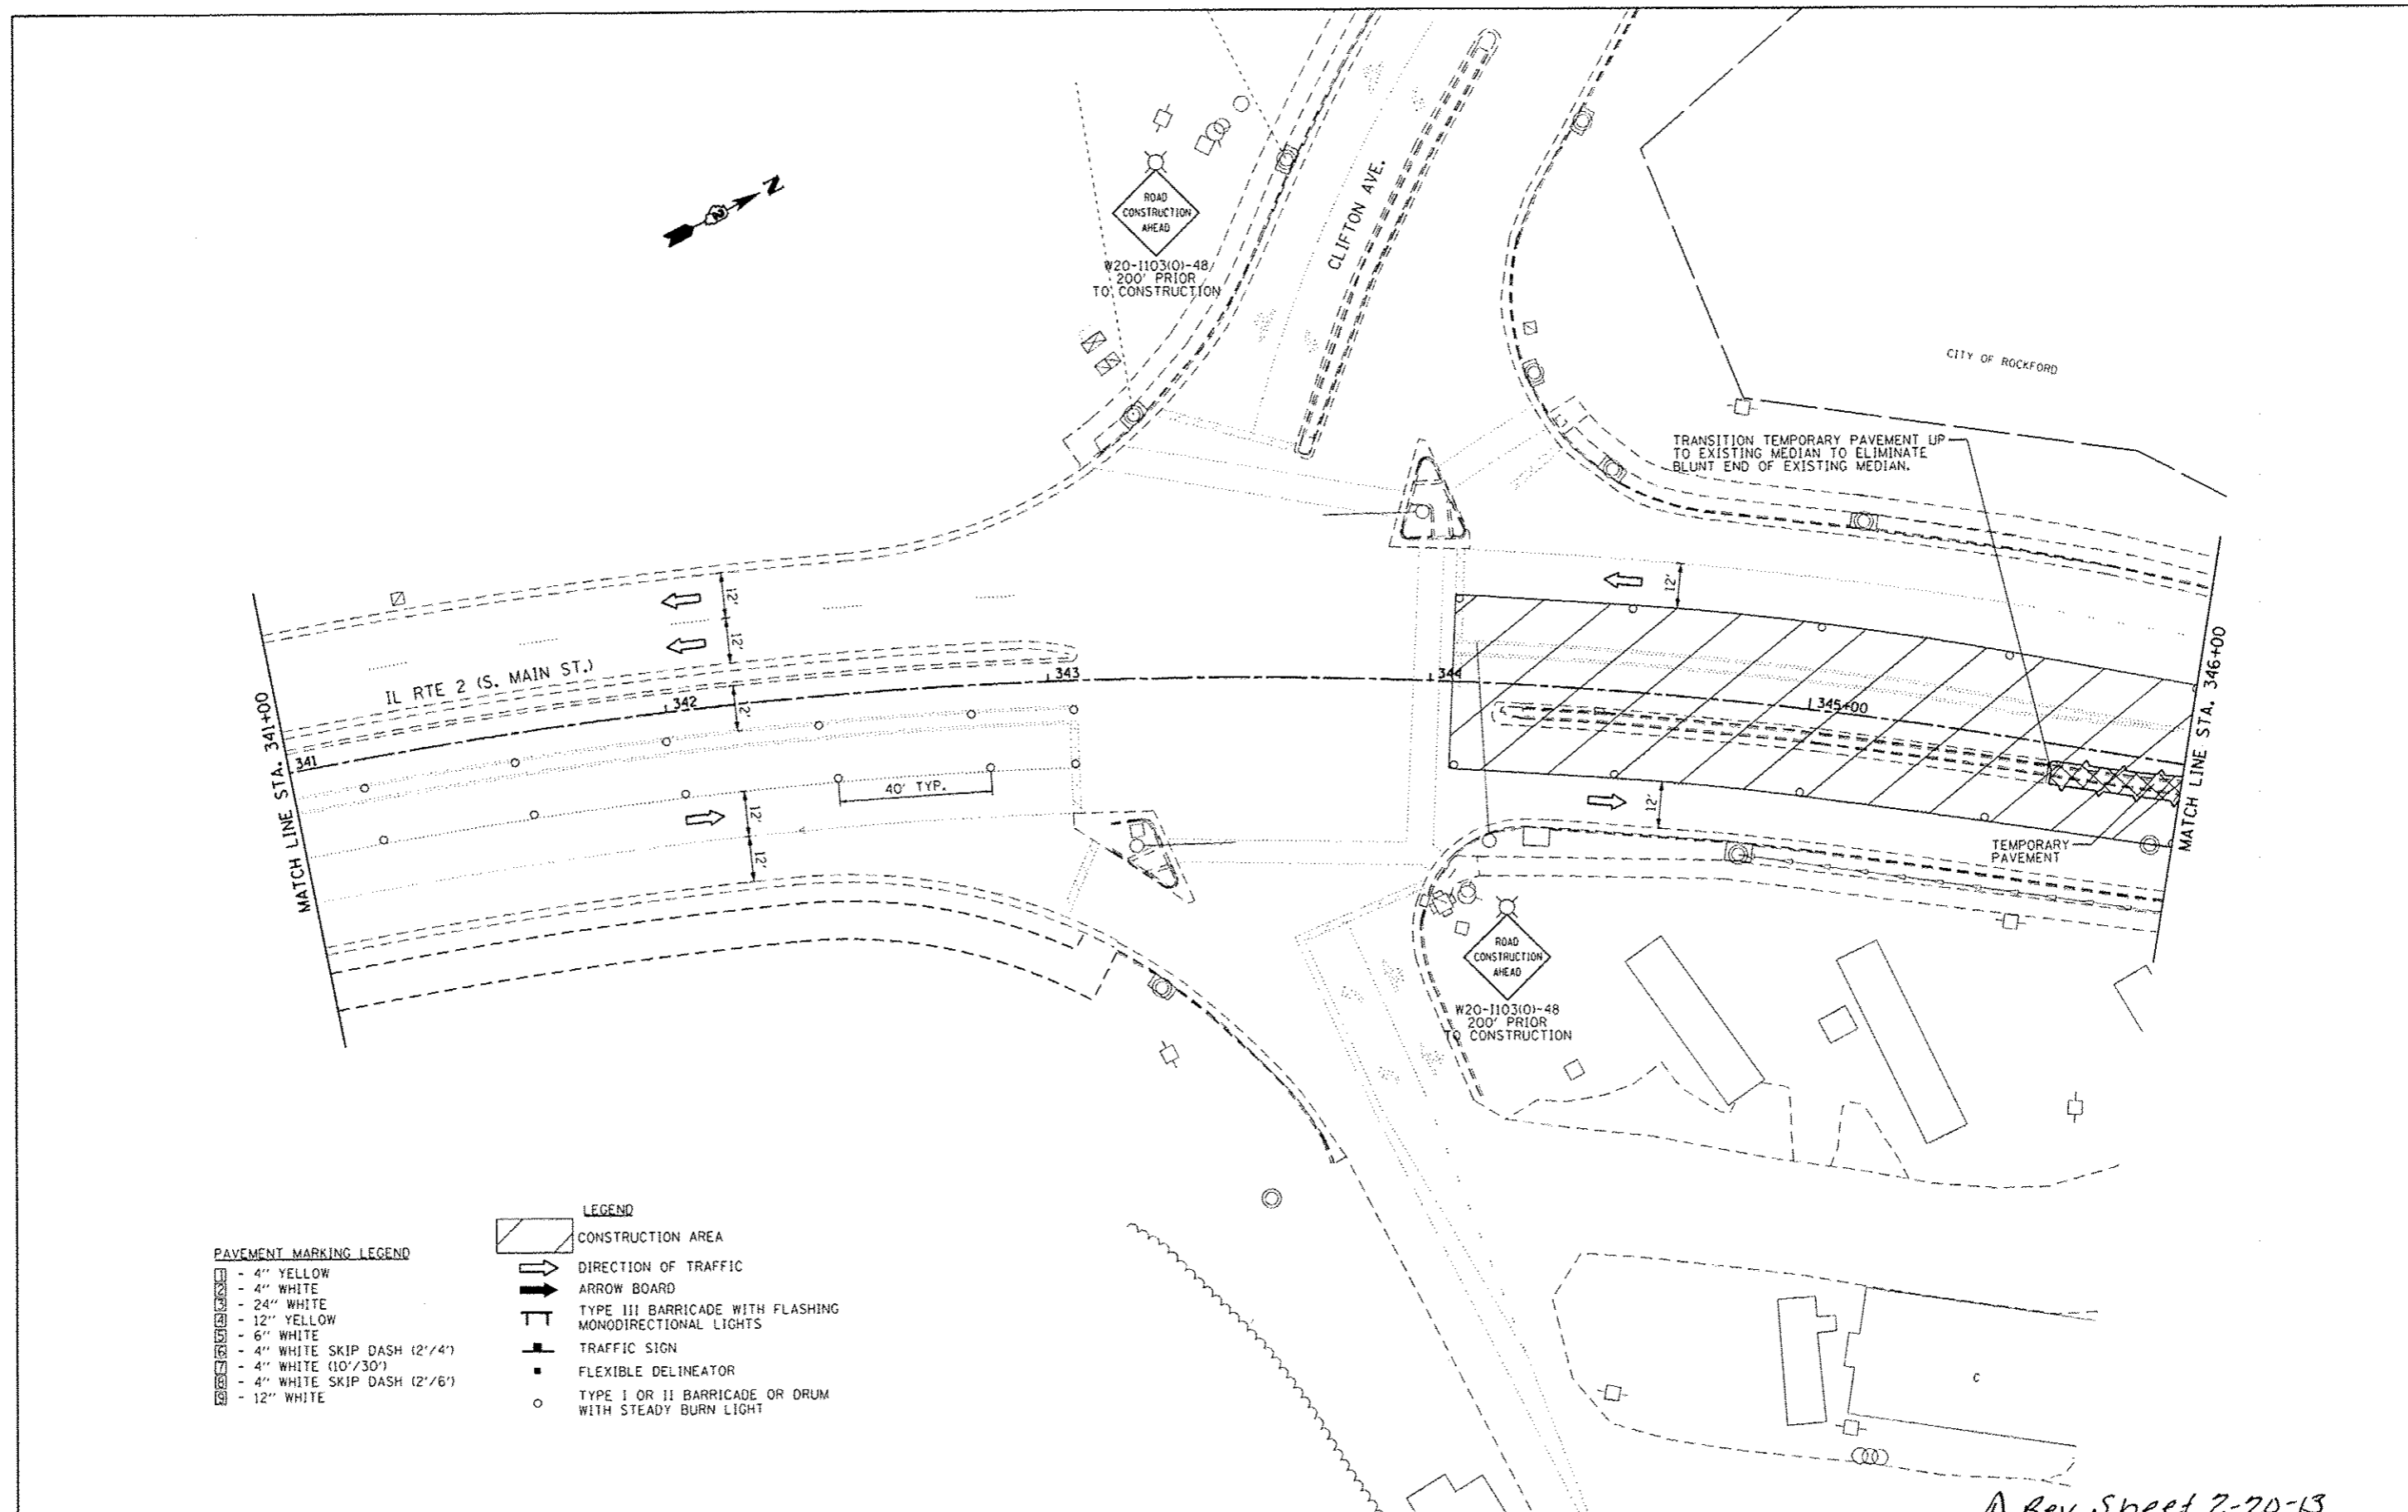 N
ROAD
CONSTRUCTION
AHEAD
W20-I103(O)-48
200' PRIOR
TO CONSTRUCTION
CLIFTON AVE.
CITY OF ROCKFORD
TRANSITION TEMPORARY PAVEMENT UP
TO EXISTING MEDIAN TO ELIMINATE
BLUNT END OF EXISTING MEDIAN.
12'
12'
12'
12'
12'
12'
12'
12'
40' TYP.
IL RTE 2 (S. MAIN ST.)
341
342
343
344
345+00
MATCH LINE STA. 341+00
MATCH LINE STA. 346+00
TEMPORARY
PAVEMENT
ROAD
CONSTRUCTION
AHEAD
W20-I103(O)-48
200' PRIOR
TO CONSTRUCTION
C
PAVEMENT MARKING LEGEND
1 - 4" YELLOW
2 - 4" WHITE
3 - 24" WHITE
4 - 12" YELLOW
5 - 6" WHITE
6 - 4" WHITE SKIP DASH (2'/4')
7 - 4" WHITE (10'/30')
8 - 4" WHITE SKIP DASH (2'/6')
9 - 12" WHITE
LEGEND
CONSTRUCTION AREA
DIRECTION OF TRAFFIC
ARROW BOARD
TYPE III BARRICADE WITH FLASHING
MONODIRECTIONAL LIGHTS
TRAFFIC SIGN
FLEXIBLE DELINEATOR
TYPE I OR II BARRICADE OR DRUM
WITH STEADY BURN LIGHT
Rev. Sheet 2-20-13